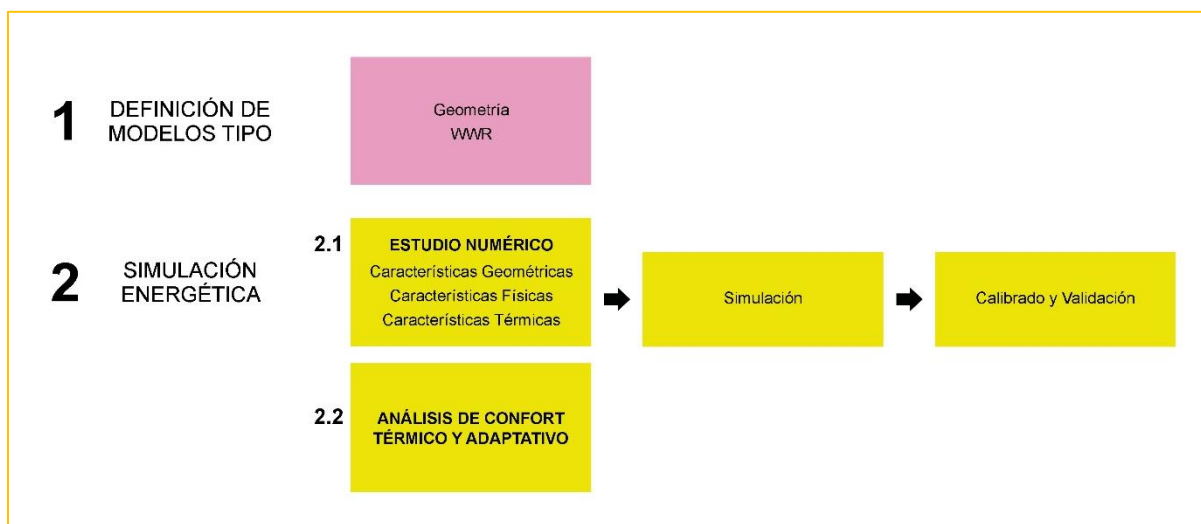 1
DEFINICIÓN DE
MODELOS TIPO
Geometría
WWR
2
SIMULACIÓN
ENERGÉTICA
2.1
ESTUDIO NUMÉRICO
Características Geométricas
Características Físicas
Características Térmicas
Simulación
Calibrado y Validación
2.2
ANÁLISIS DE CONFORT
TÉRMICO Y ADAPTATIVO